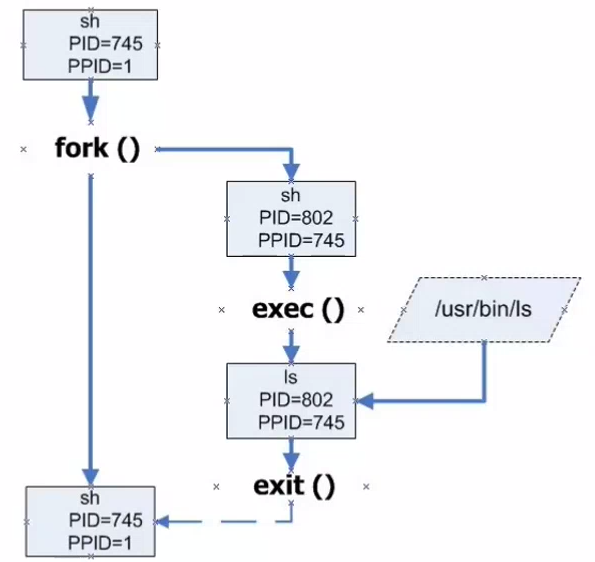 sh
PID=745
PPID=1
fork ()
sh
PID=802
PPID=745
exec ()
/usr/bin/ls
ls
PID=802
PPID=745
exit ()
sh
PID=745
PPID=1